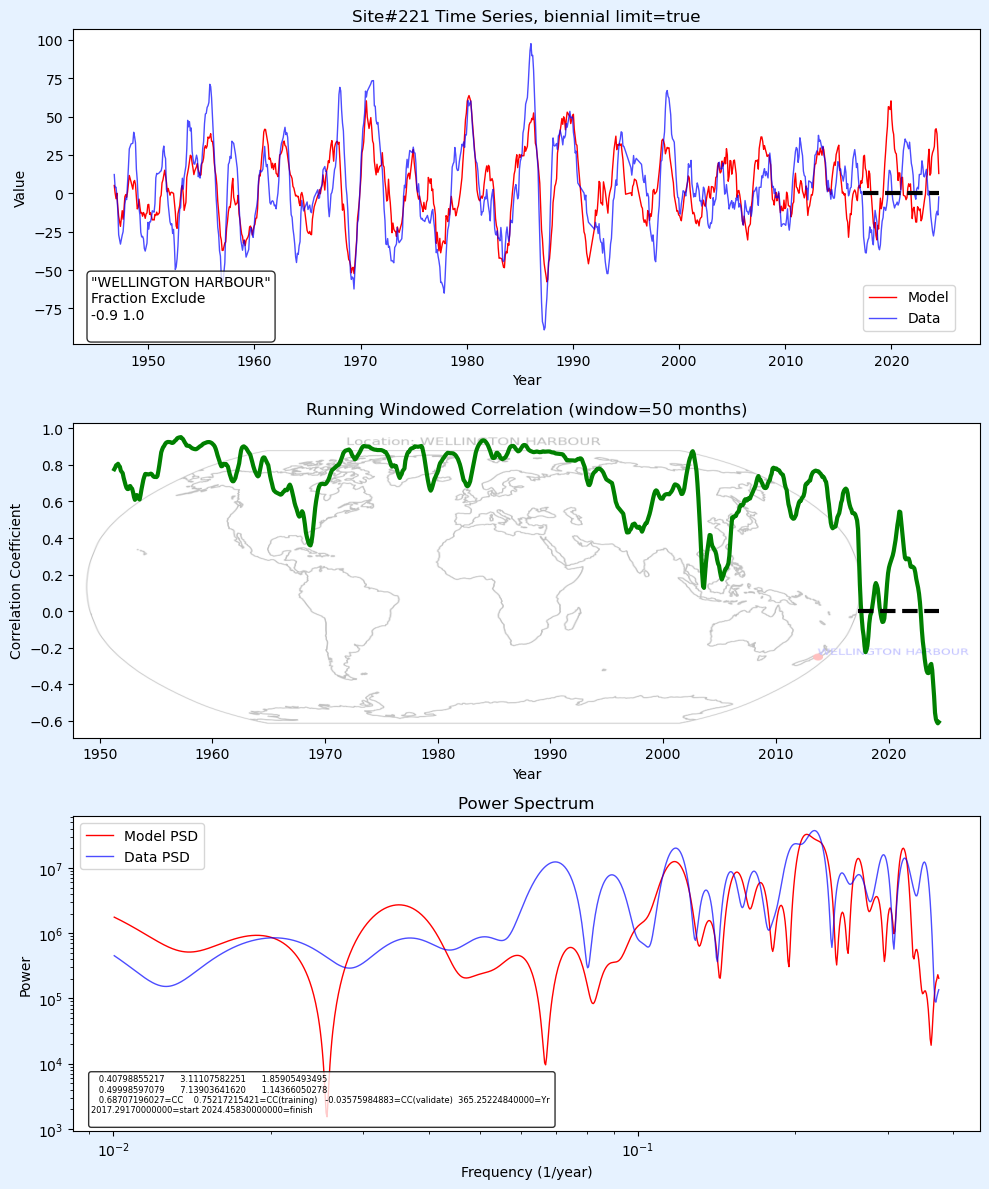 Site#221 Time Series, biennial limit=true
100
75
50
25
0
−25
−50
−75
Value
"WELLINGTON HARBOUR"
Fraction Exclude
-0.9 1.0
Model
Data
1950 1960 1970 1980 1990 2000 2010 2020
Year
Running Windowed Correlation (window=50 months)
Location: WELLINGTON HARBOUR
1.0
0.8
0.6
0.4
0.2
0.0
−0.2
−0.4
−0.6
Correlation Coefficient
WELLINGTON HARBOUR
1950 1960 1970 1980 1990 2000 2010 2020
Year
Power Spectrum
Model PSD
Data PSD
10⁷
10⁶
10⁵
10⁴
10³
Power
0.40798855217 3.11107582251 1.85905493495
0.49998597079 7.13903641620 1.14366050278
0.68707196027=CC 0.75217215421=CC(training) -0.03575984883=CC(validate) 365.25224840000=Yr
2017.29170000000=start 2024.45830000000=finish
10⁻² 10⁻¹
Frequency (1/year)